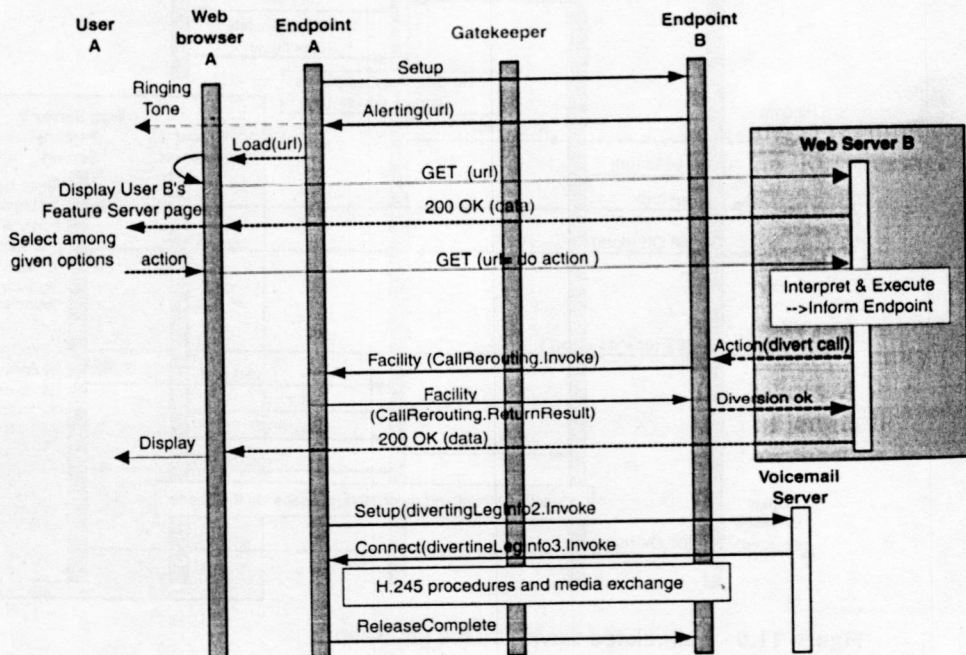 User
A
Web
browser
A
Endpoint
A
Gatekeeper
Endpoint
B
Setup
Ringing
Tone
Alerting(url)
Load(url)
Web Server B
GET (url)
Display User B's
Feature Server page
200 OK (data)
Select among
given options
action
GET (url= do action )
Interpret & Execute
-->Inform Endpoint
Action(divert call)
Facility (CallRerouting.Invoke)
Facility
(CallRerouting.ReturnResult)
Diversion ok
Display
200 OK (data)
Voicemail
Server
Setup(divertingLegInfo2.Invoke
Connect(divertineLegInfo3.Invoke
H.245 procedures and media exchange
ReleaseComplete